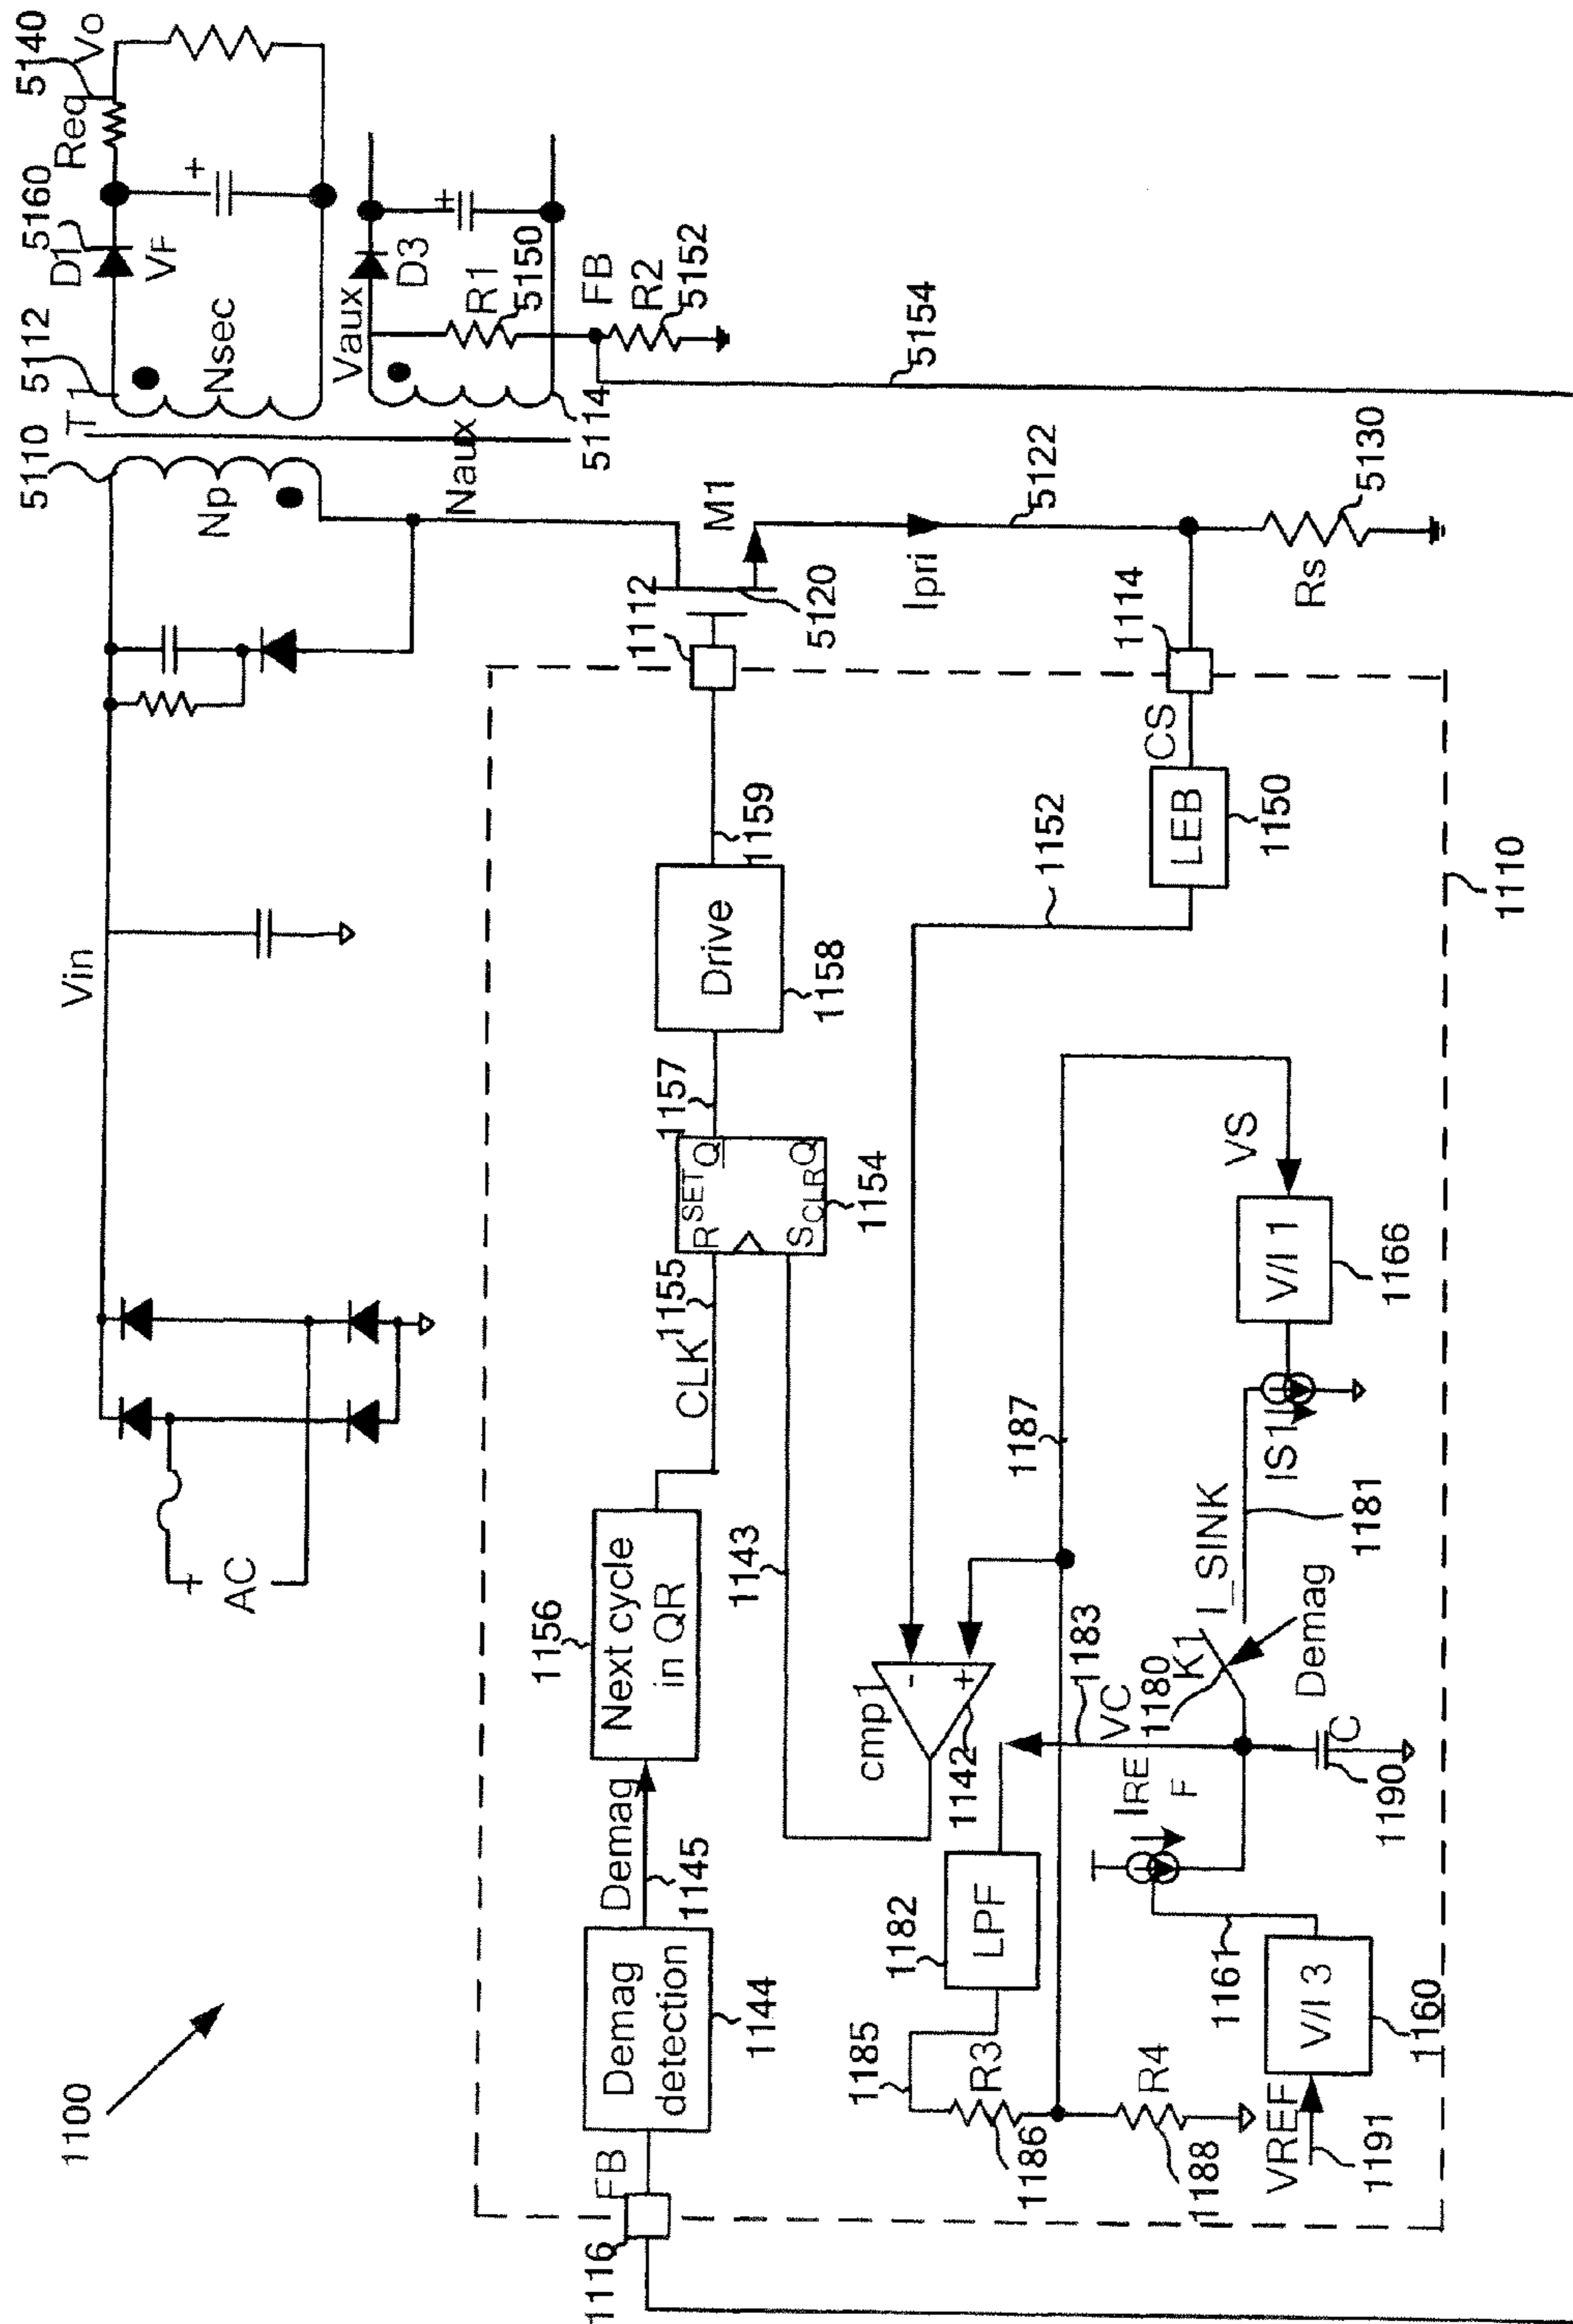 1100
AC
Vin
5110
T1
5112
D1
5160
Req
5140
Vo
VF
Np
Nsec
Vaux
D3
R1
5150
FB
R2
5152
Naux
5114
5154
M1
1112
5120
Ipri
5122
1114
Rs
5130
1116
FB
Demag
detection
1144
Demag
1145
Next cycle
in QR
1156
CLK
1155
R
SET
Q
S
CLR
Q
1154
1157
Drive
1158
1159
1143
cmp1
-
+
1142
1152
LEB
1150
CS
1110
1187
VS
V/I 1
1166
IS1
I_SINK
1181
K1
1180
Demag
VC
1183
LPF
1182
1185
R3
1186
R4
1188
IRE
F
C
1190
1161
V/I 3
1160
VREF
1191